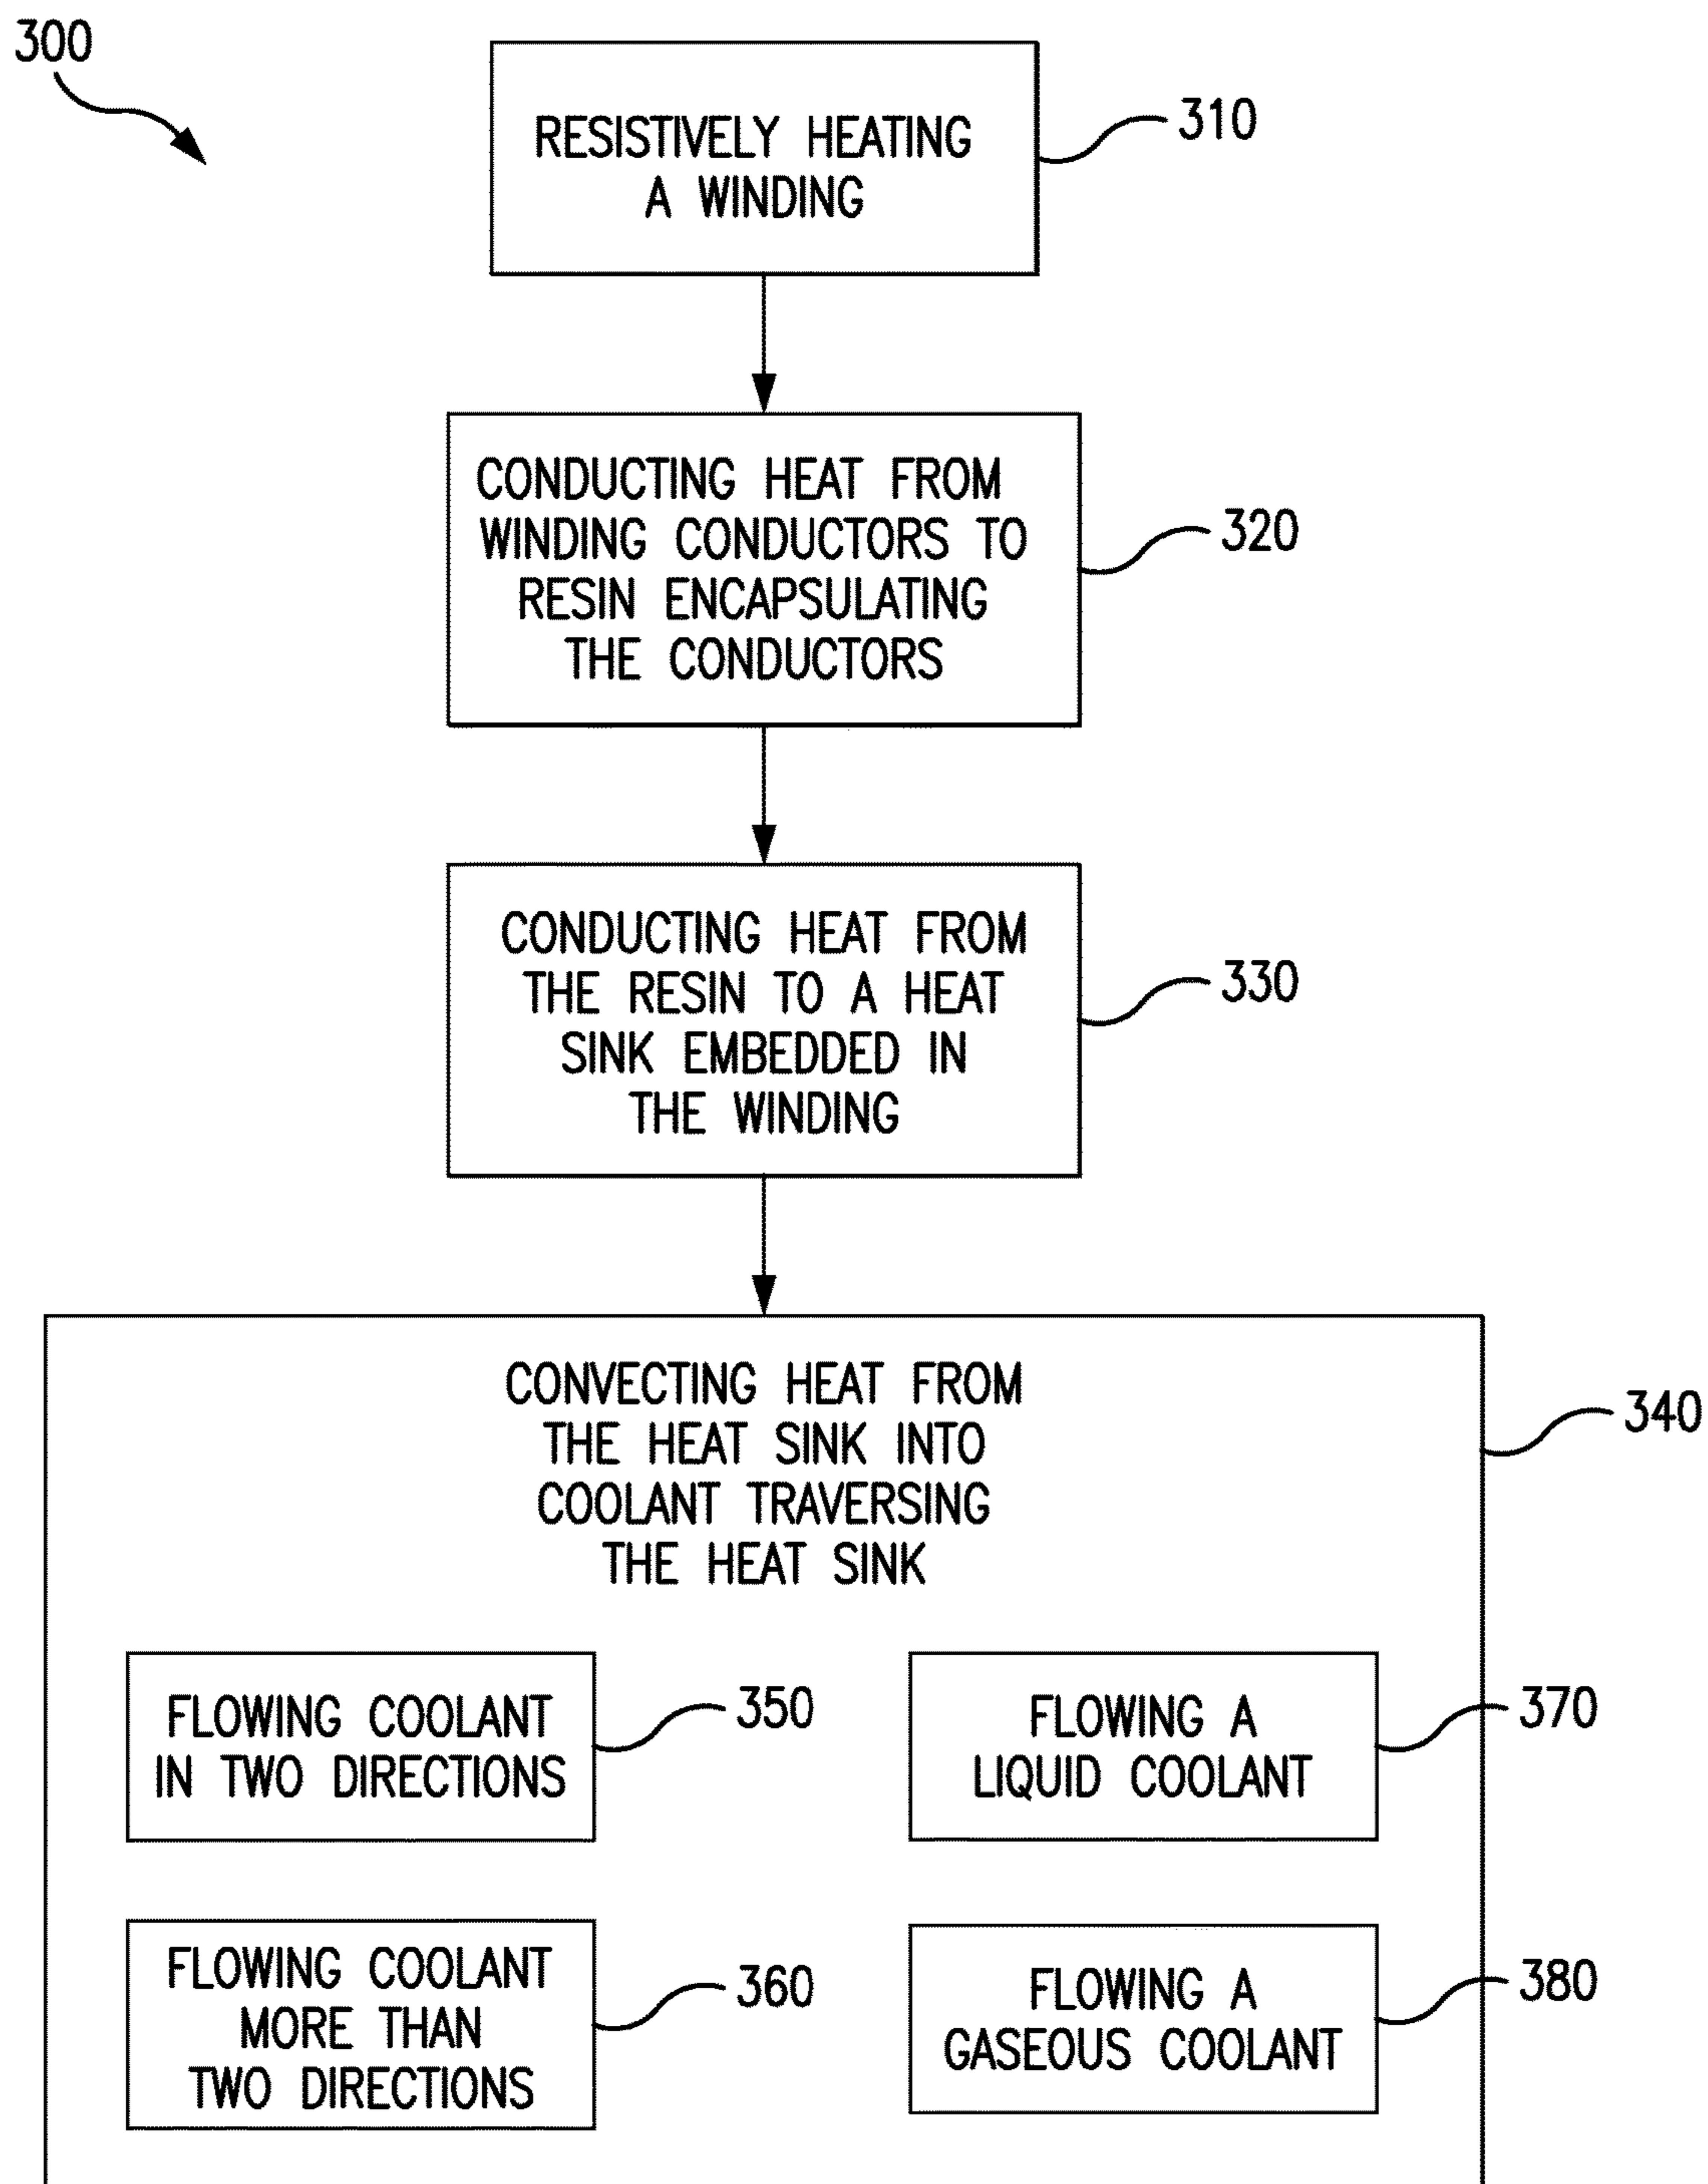 300
RESISTIVELY HEATING
A WINDING
310
CONDUCTING HEAT FROM
WINDING CONDUCTORS TO
RESIN ENCAPSULATING
THE CONDUCTORS
320
CONDUCTING HEAT FROM
THE RESIN TO A HEAT
SINK EMBEDDED IN
THE WINDING
330
CONVECTING HEAT FROM
THE HEAT SINK INTO
COOLANT TRAVERSING
THE HEAT SINK
340
FLOWING COOLANT
IN TWO DIRECTIONS
350
FLOWING A
LIQUID COOLANT
370
FLOWING COOLANT
MORE THAN
TWO DIRECTIONS
360
FLOWING A
GASEOUS COOLANT
380